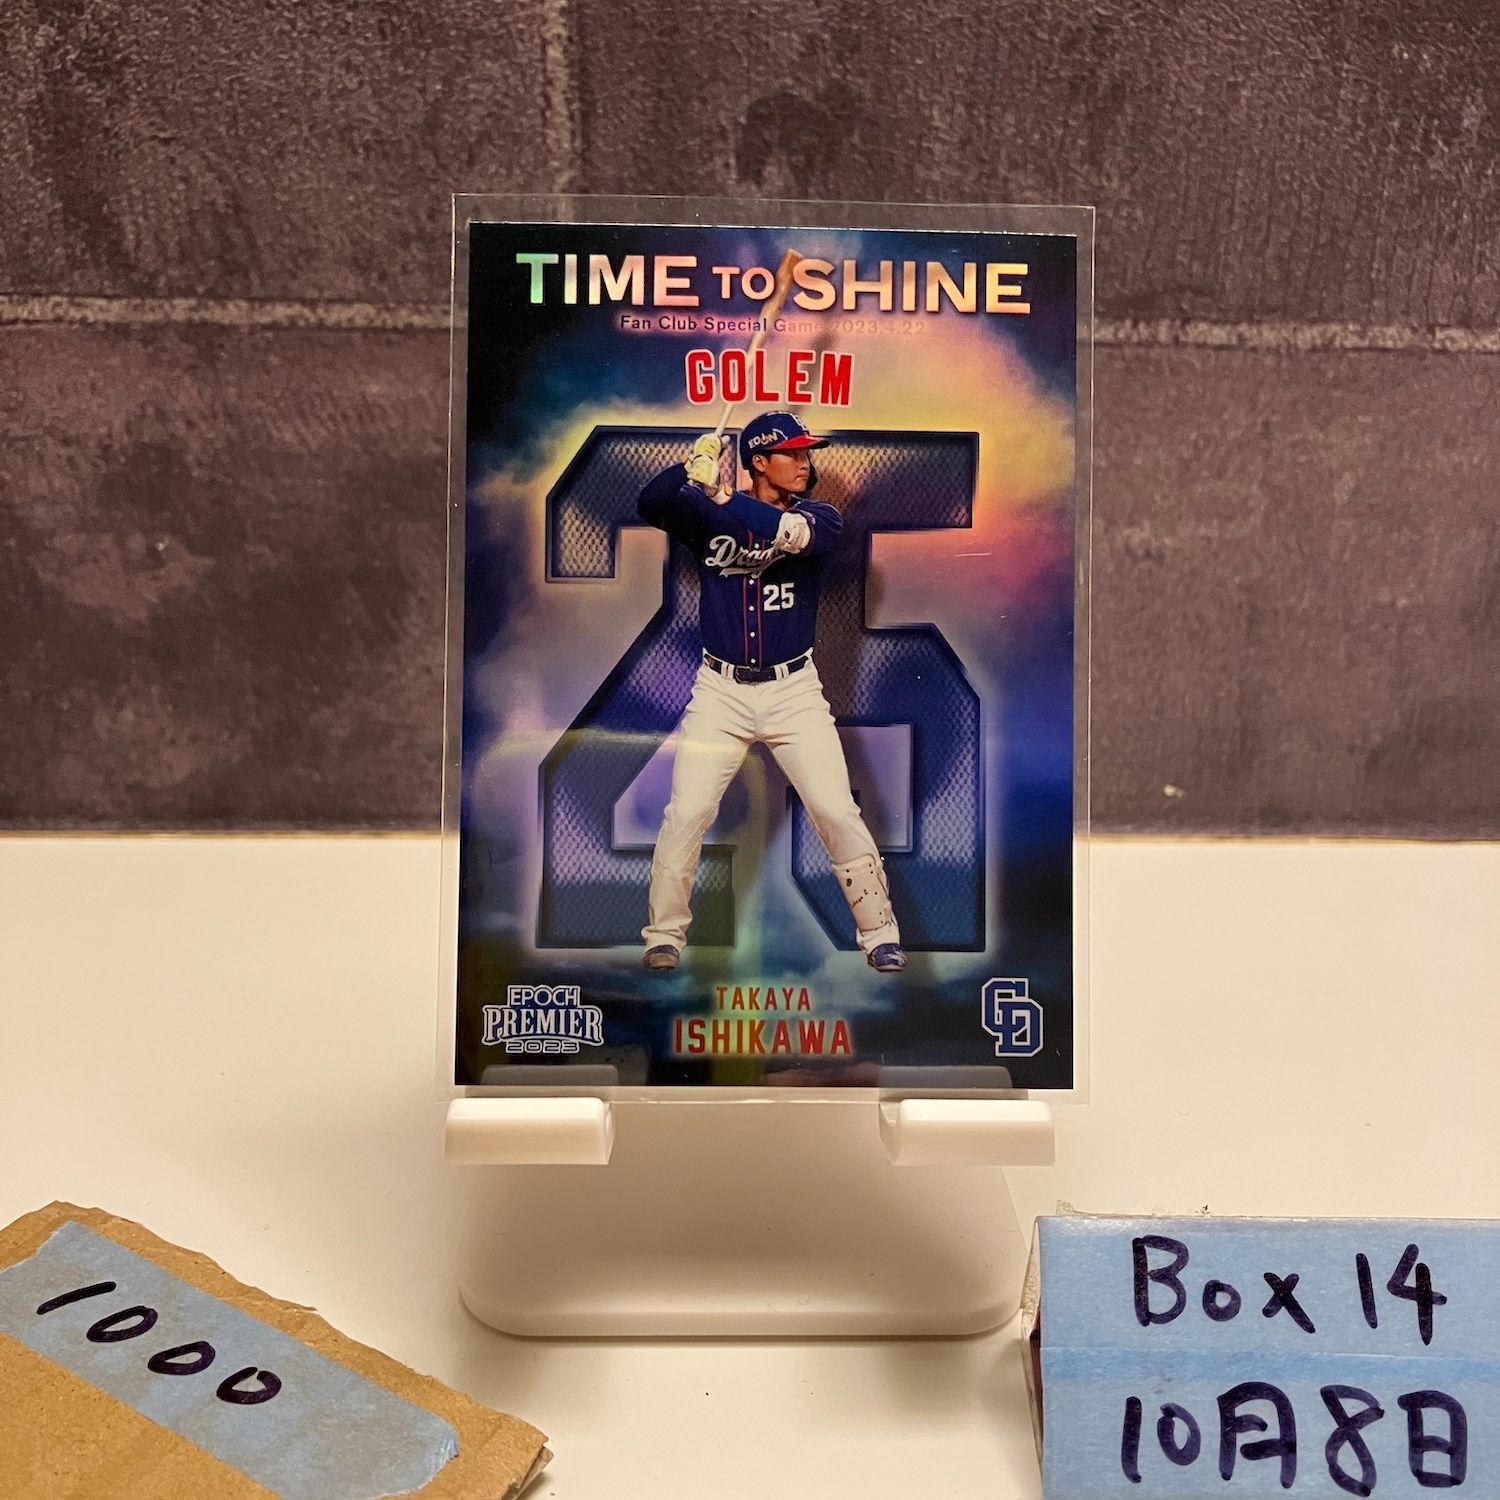 TIME TO SHINE
Fan Club Special Game 2023.4.22
GOLEM
EDION
Dragons
25
TAKAYA
ISHIKAWA
EPOCH
PREMIER
2023
CD
1000
Box 14
10月8日